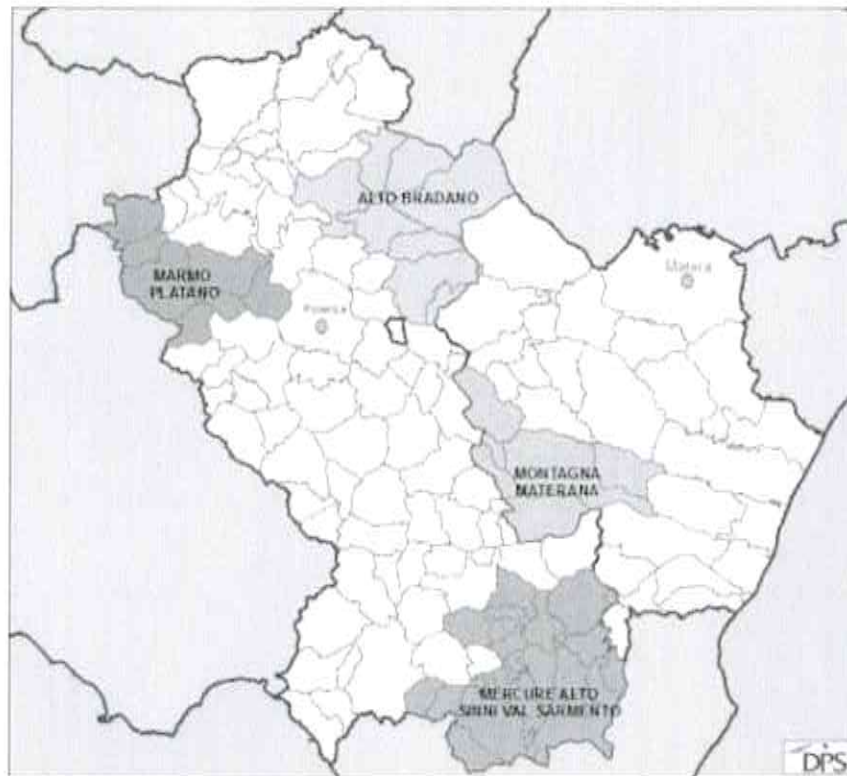 ALTO BRADANO
MARMO
PLATANO
Matera
Potenza
MONTAGNA
MATERANA
MERCURE ALTO
SINNI VAL SARMENTO
DPS